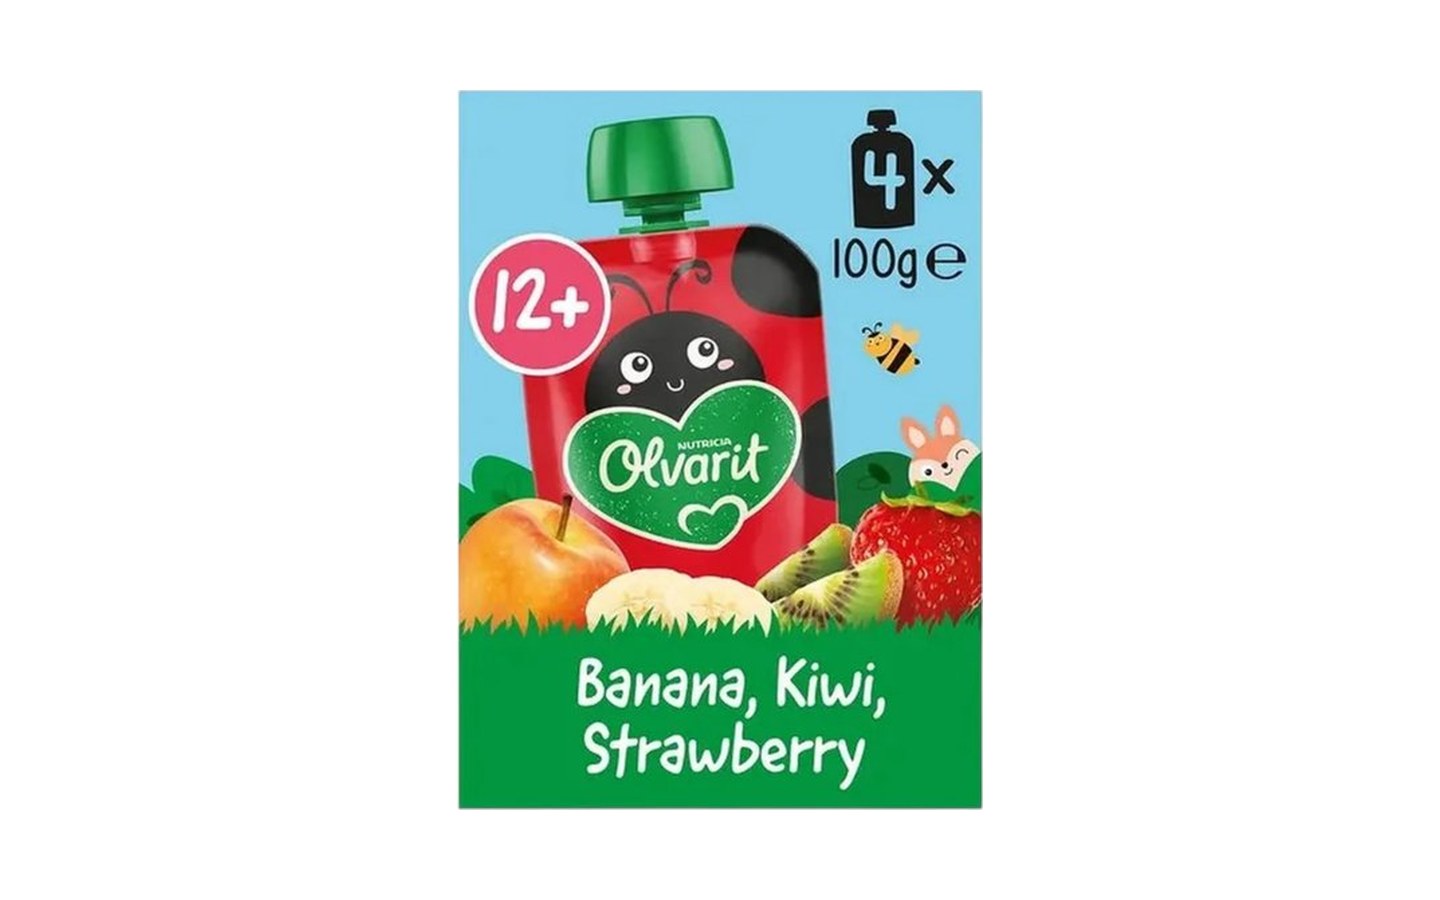 4x
100g e
12+
NUTRICIA
Olvarit
Banana, Kiwi,
Strawberry